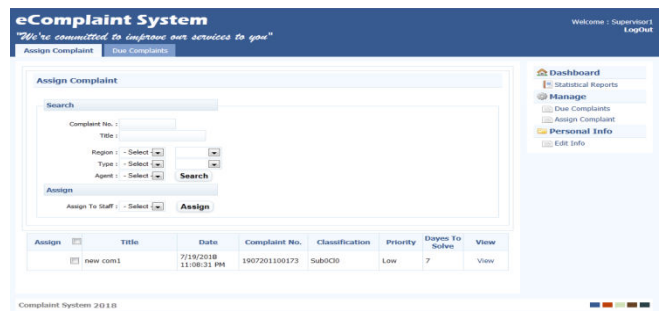 eComplaint System
"We're committed to improve our services to you"
Welcome : Supervisor1
LogOut
Assign Complaint Due Complaints
Assign Complaint
Search
Complaint No. :
Title :
Region : - Select -
Type : - Select -
Agent : - Select - Search
Assign
Assign To Staff : - Select - Assign
Assign Title Date Complaint No. Classification Priority Dayes To Solve View
new com1 7/19/2018 11:08:31 PM 1907201100173 Sub0Cl0 Low 7 View
Dashboard
Statistical Reports
Manage
Due Complaints
Assign Complaint
Personal Info
Edit Info
Complaint System 2018